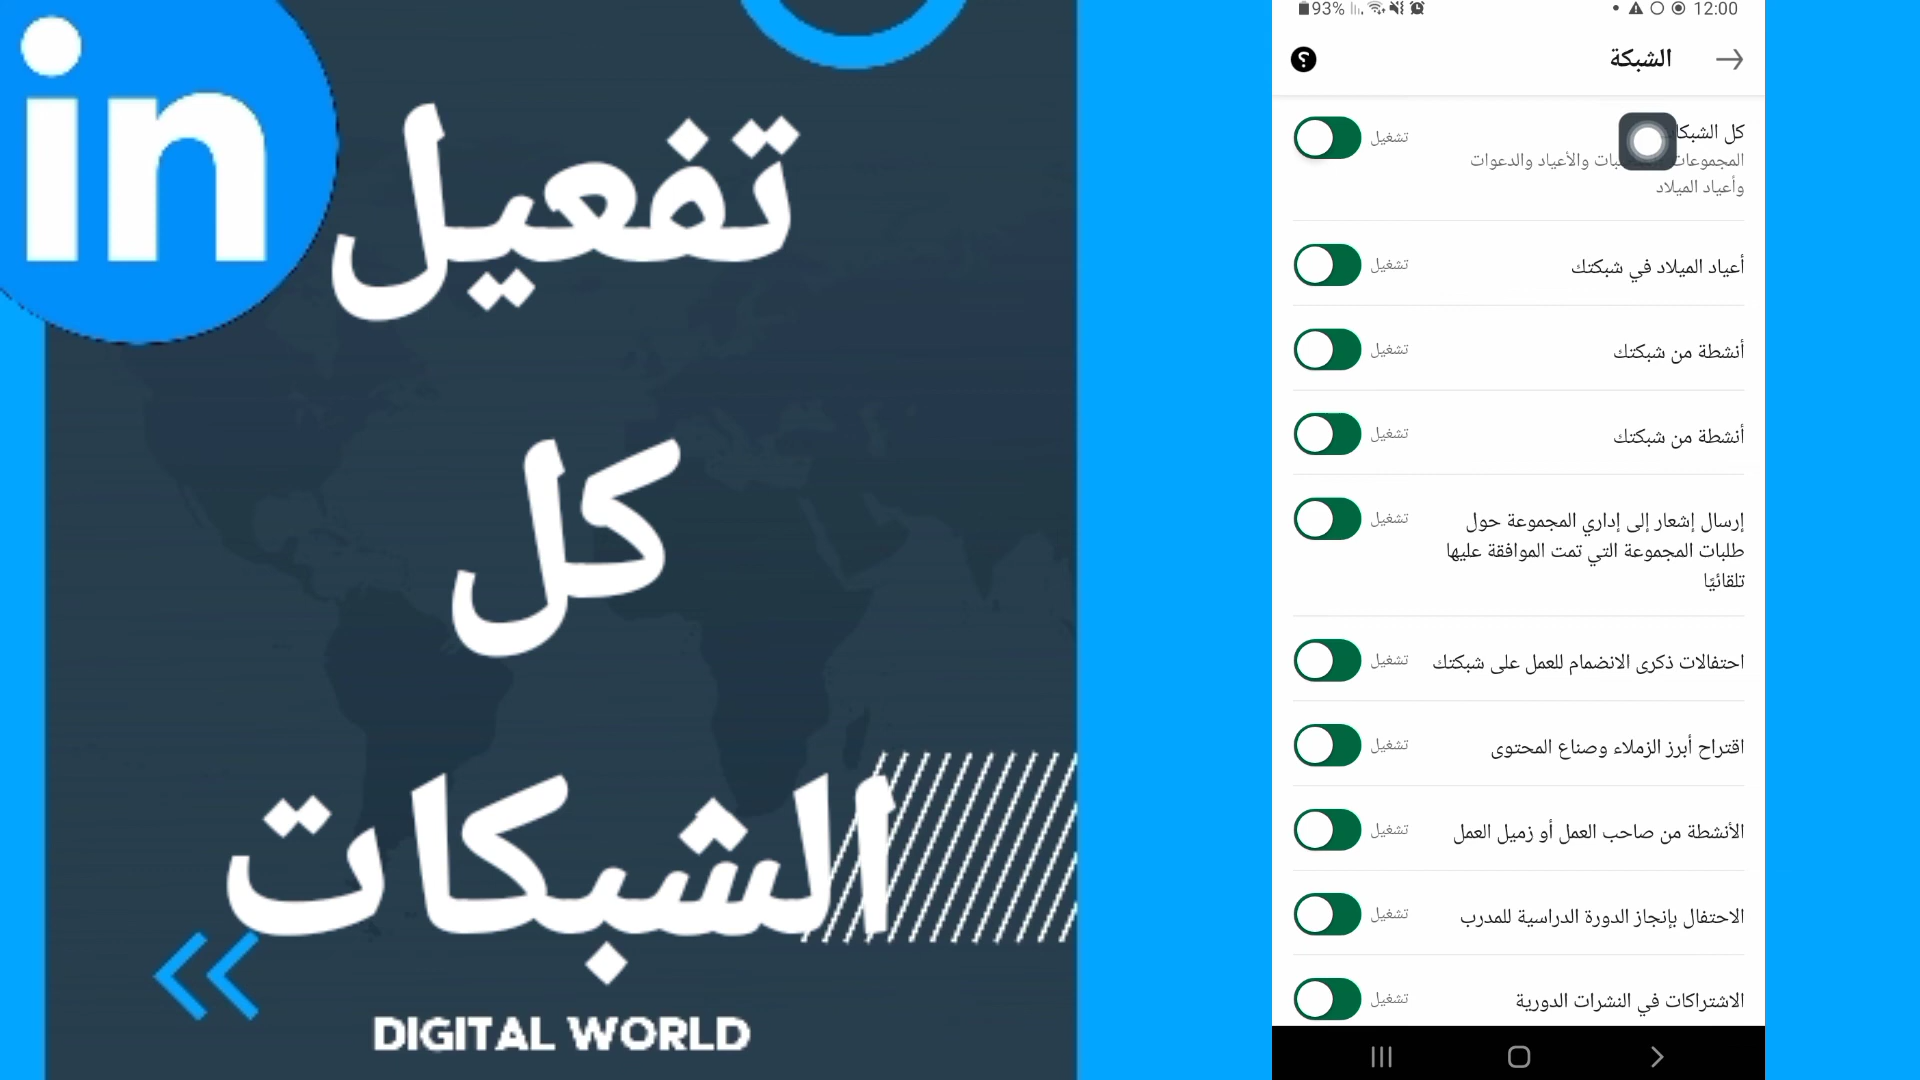 in
تفعيل
كل
الشبكات
DIGITAL WORLD
93%
12:00
الشبكة
؟
كل
تشغيل
المجموعات والأعياد والدعوات
وأعياد الميلاد
أعياد الميلاد في شبكتك
تشغيل
أنشطة من شبكتك
تشغيل
أنشطة من شبكتك
تشغيل
إرسال إشعار إلى إداري المجموعة حول
طلبات المجموعة التي تمت الموافقة عليها
تلقائيًا
تشغيل
احتفالات ذكرى الانضمام للعمل على شبكتك
تشغيل
اقتراح أبرز الزملاء وصناع المحتوى
تشغيل
الأنشطة من صاحب العمل أو زميل العمل
تشغيل
الاحتفال بإنجاز الدورة الدراسية للمدرب
تشغيل
الاشتراكات في النشرات الدورية
تشغيل